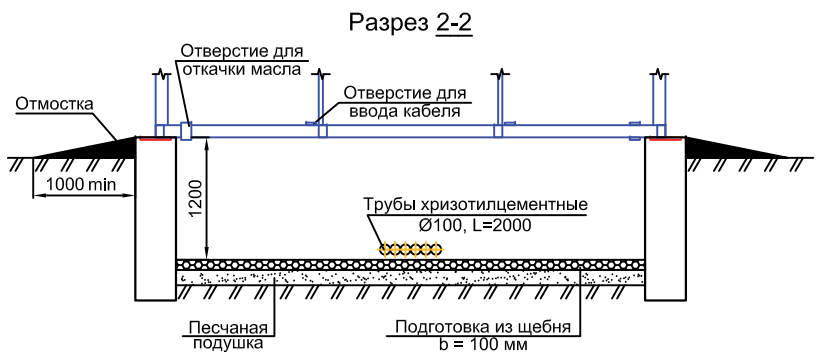 Разрез 2-2
Отверстие для
откачки масла
Отверстие для
ввода кабеля
Отмостка
1000 min
1200
Трубы хризотилцементные
Ø100, L=2000
Песчаная
подушка
Подготовка из щебня
b = 100 мм